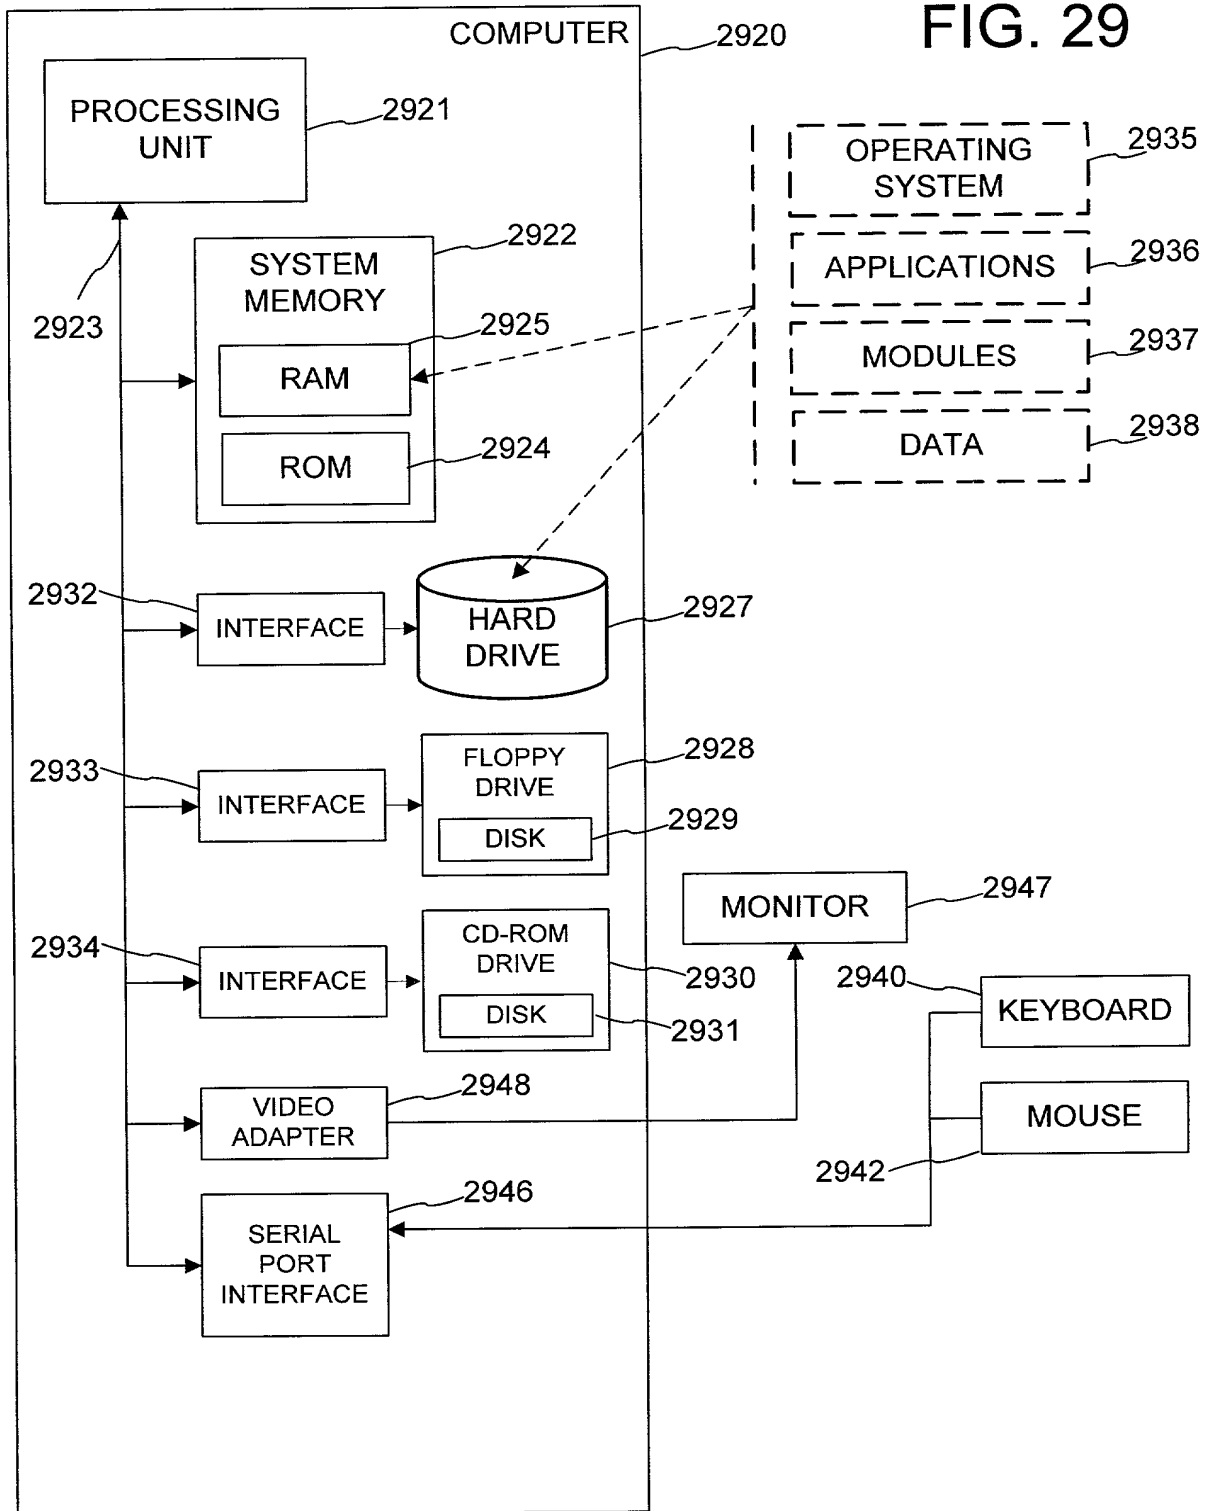 FIG. 29
COMPUTER
2920
PROCESSING
UNIT
2921
2923
SYSTEM
MEMORY
2922
2925
RAM
ROM
2924
OPERATING
SYSTEM
2935
APPLICATIONS
2936
MODULES
2937
DATA
2938
2932
INTERFACE
HARD
DRIVE
2927
2933
INTERFACE
FLOPPY
DRIVE
2928
DISK
2929
2934
INTERFACE
CD-ROM
DRIVE
2930
DISK
2931
MONITOR
2947
2940
KEYBOARD
MOUSE
2942
VIDEO
ADAPTER
2948
2946
SERIAL
PORT
INTERFACE